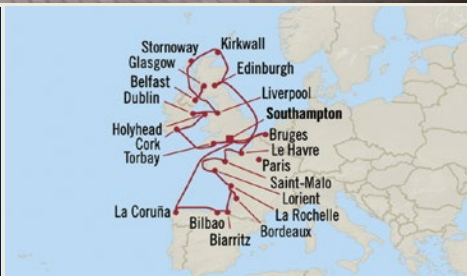 Stornoway
Kirkwall
Glasgow
Edinburgh
Belfast
Liverpool
Dublin
Southampton
Holyhead
Bruges
Cork
Le Havre
Torbay
Paris
Saint-Malo
Lorient
La Coruña
La Rochelle
Bilbao
Bordeaux
Biarritz